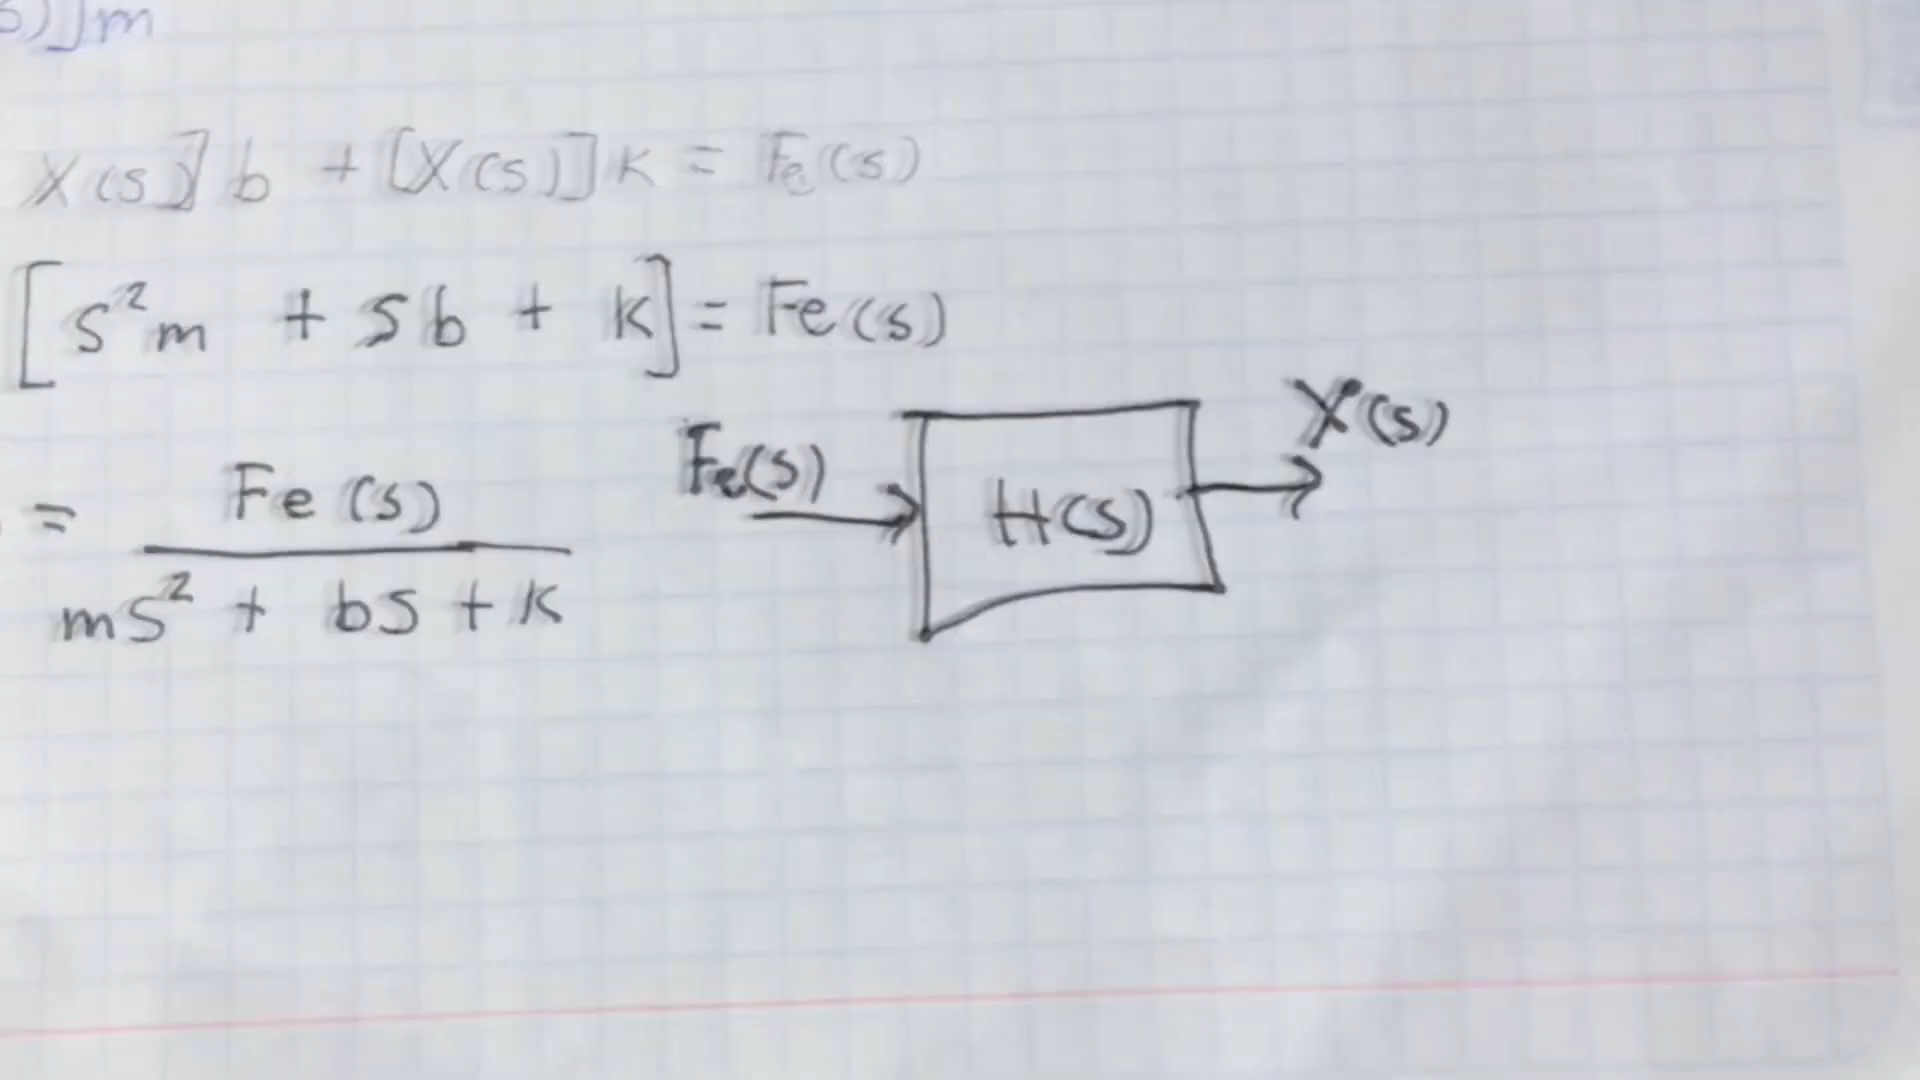 s)]m
X(s)]b + [X(s)]k = Fe(s)
[s²m + sb + k] = Fe(s)
= Fe(s) / ms² + bs + k
Fe(s) → H(s) → X(s)